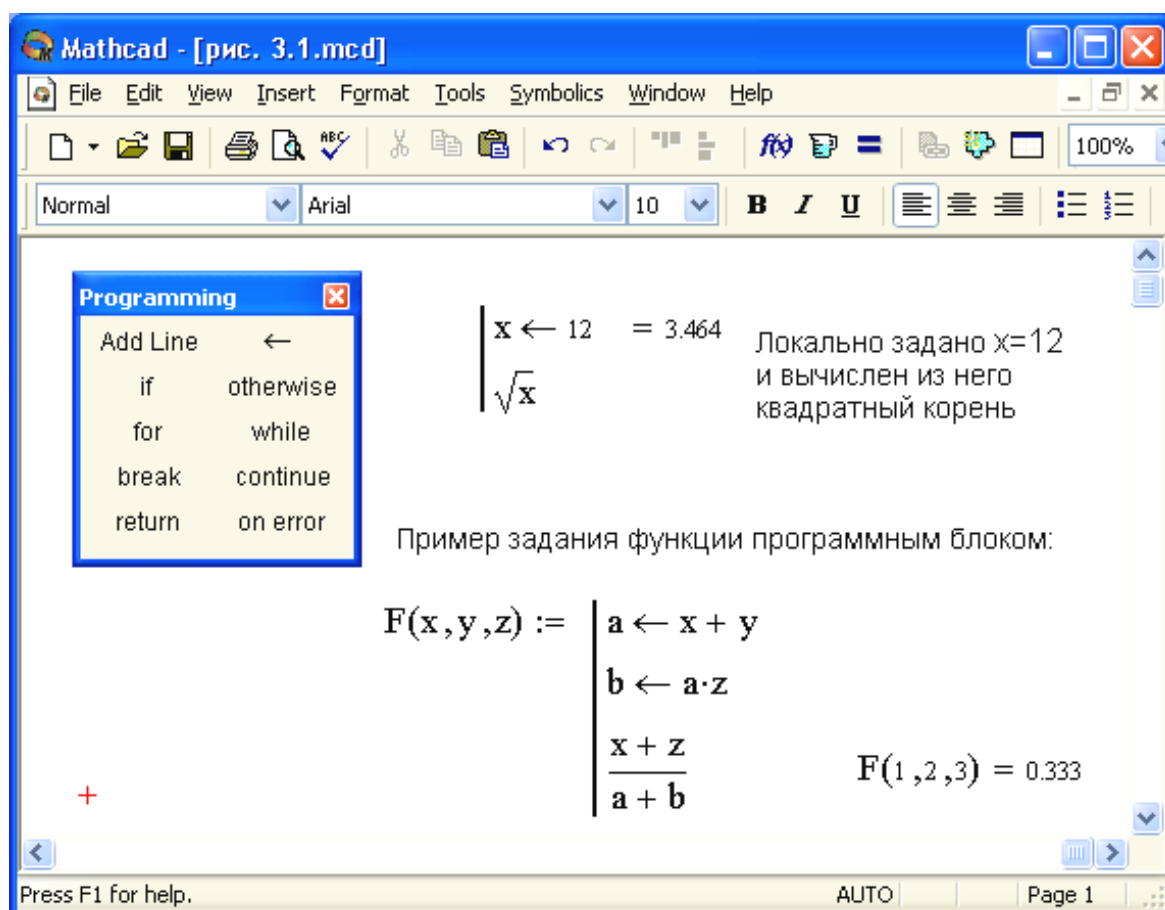 Mathcad - [рис. 3.1.mcd]
File Edit View Insert Format Tools Symbolics Window Help
ABC f(x) = 100%
Normal Arial 10 B I U
Programming
Add Line ←
if otherwise
for while
break continue
return on error
x ← 12 = 3.464
√x
Локально задано x=12
и вычислен из него
квадратный корень
Пример задания функции программным блоком:
F(x,y,z) := a ← x + y
b ← a·z
x + z
a + b
F(1,2,3) = 0.333
Press F1 for help. AUTO Page 1